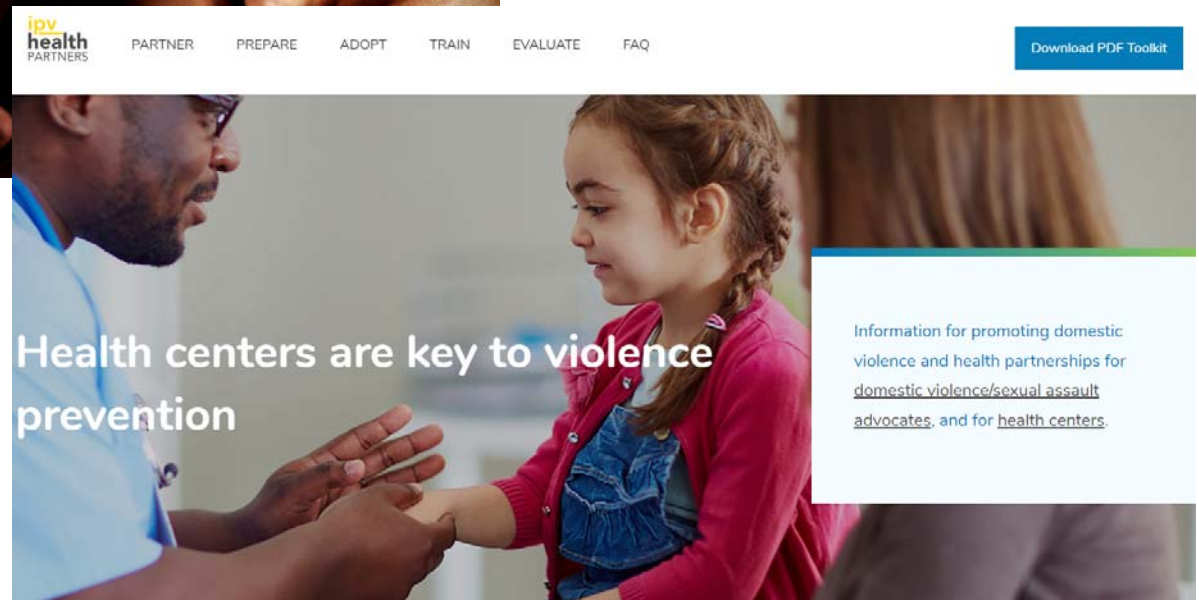 ipv
health
PARTNERS
PARTNER PREPARE ADOPT TRAIN EVALUATE FAQ
Download PDF Toolkit
Health centers are key to violence
prevention
Information for promoting domestic
violence and health partnerships for
domestic violence/sexual assault
advocates, and for health centers.